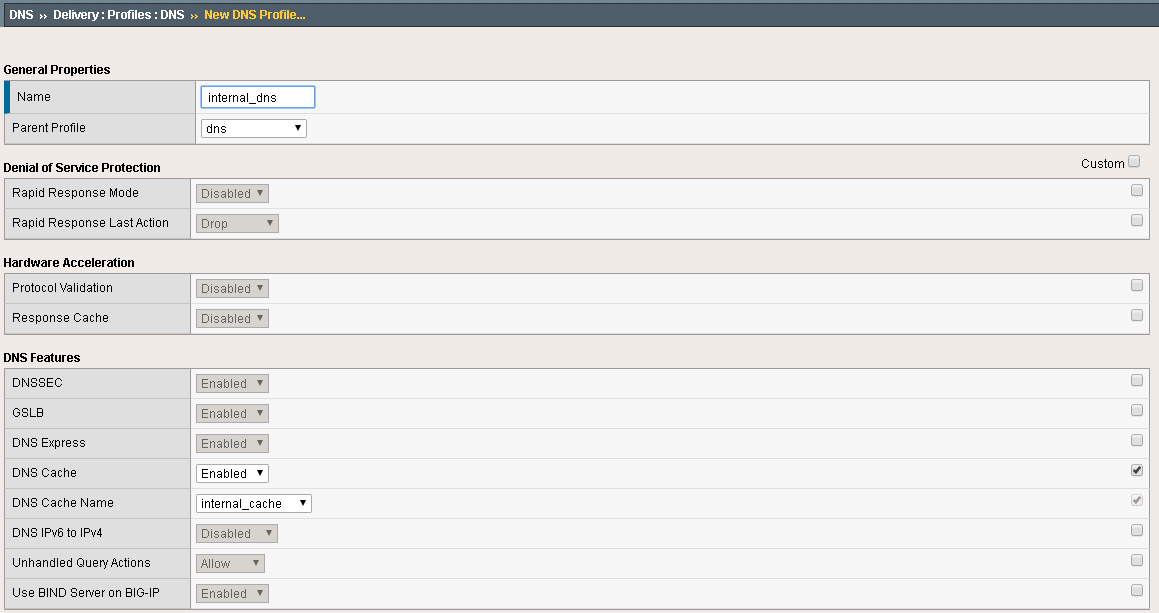 DNS ›› Delivery : Profiles : DNS ›› New DNS Profile...
General Properties
Name internal_dns
Parent Profile dns
Denial of Service Protection Custom
Rapid Response Mode Disabled
Rapid Response Last Action Drop
Hardware Acceleration
Protocol Validation Disabled
Response Cache Disabled
DNS Features
DNSSEC Enabled
GSLB Enabled
DNS Express Enabled
DNS Cache Enabled
DNS Cache Name internal_cache
DNS IPv6 to IPv4 Disabled
Unhandled Query Actions Allow
Use BIND Server on BIG-IP Enabled